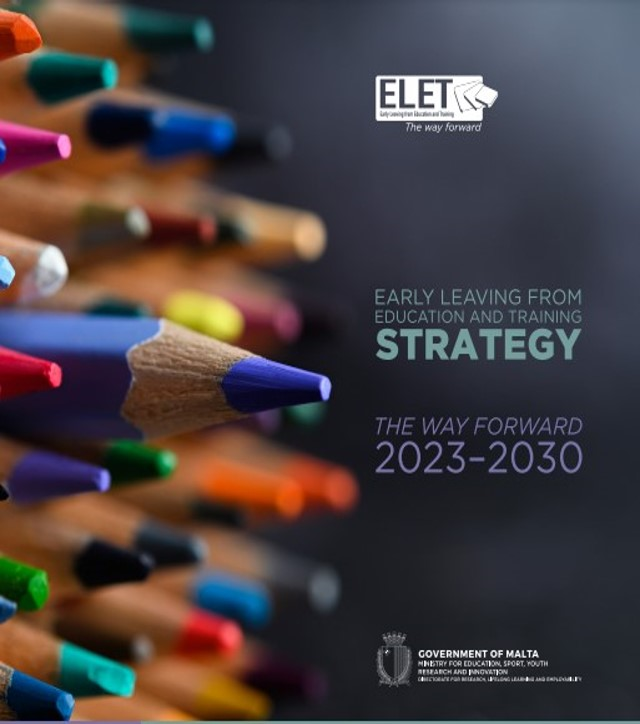 ELET
Early Leaving from Education and Training
The way forward
EARLY LEAVING FROM
EDUCATION AND TRAINING
STRATEGY
THE WAY FORWARD
2023–2030
GOVERNMENT OF MALTA
MINISTRY FOR EDUCATION, SPORT, YOUTH
RESEARCH AND INNOVATION
DIRECTORATE FOR RESEARCH, LIFELONG LEARNING AND EMPLOYABILITY